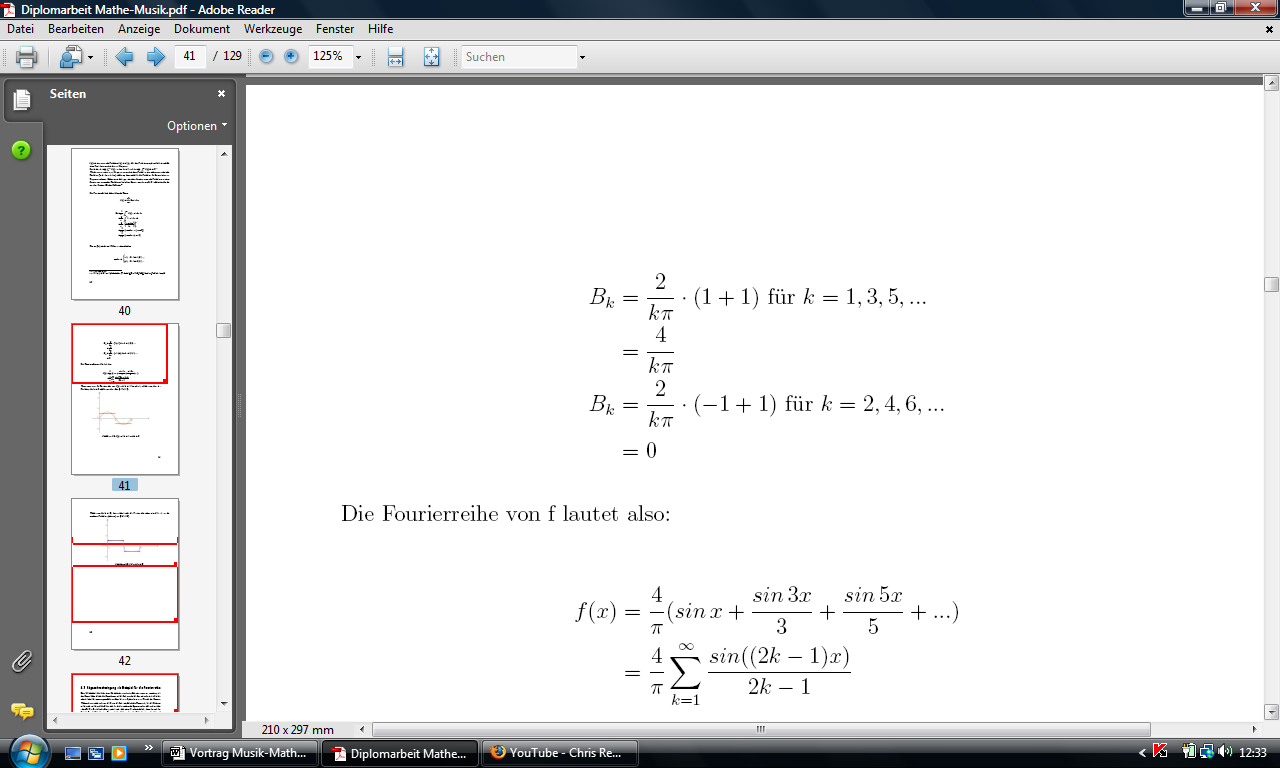 Diplomarbeit Mathe-Musik.pdf - Adobe Reader
Datei Bearbeiten Anzeige Dokument Werkzeuge Fenster Hilfe
41 / 129 125% Suchen
Seiten
Optionen
40
41
42
B_k = 2/(kπ) · (1 + 1) für k = 1, 3, 5, ...
= 4/(kπ)
B_k = 2/(kπ) · (−1 + 1) für k = 2, 4, 6, ...
= 0
Die Fourierreihe von f lautet also:
f(x) = 4/π (sin x + sin 3x/3 + sin 5x/5 + ...)
= 4/π ∑_{k=1}^{∞} sin((2k − 1)x)/(2k − 1)
210 x 297 mm
Vortrag Musik-Math... Diplomarbeit Mathe... YouTube - Chris Re... 12:33